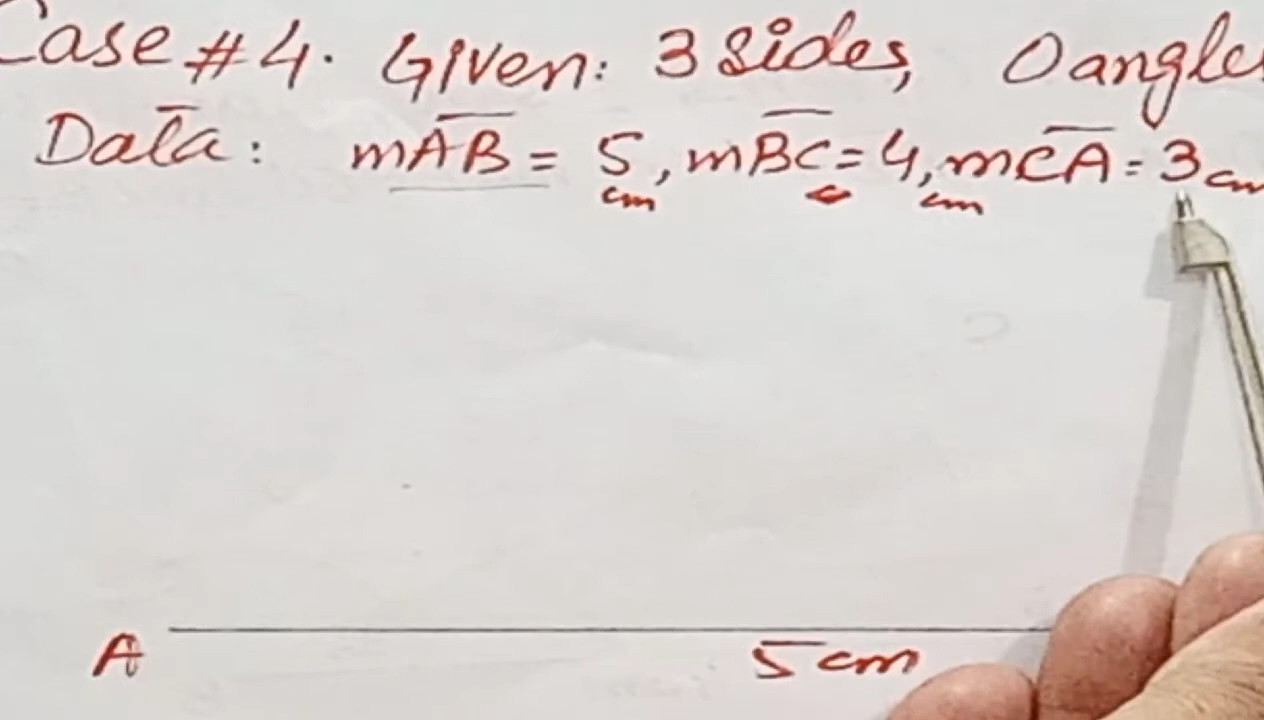 Case #4. Given: 3 Sides, 0 angle
Data: mAB = 5 cm, mBC = 4 cm, mCA = 3 cm
A 5 cm